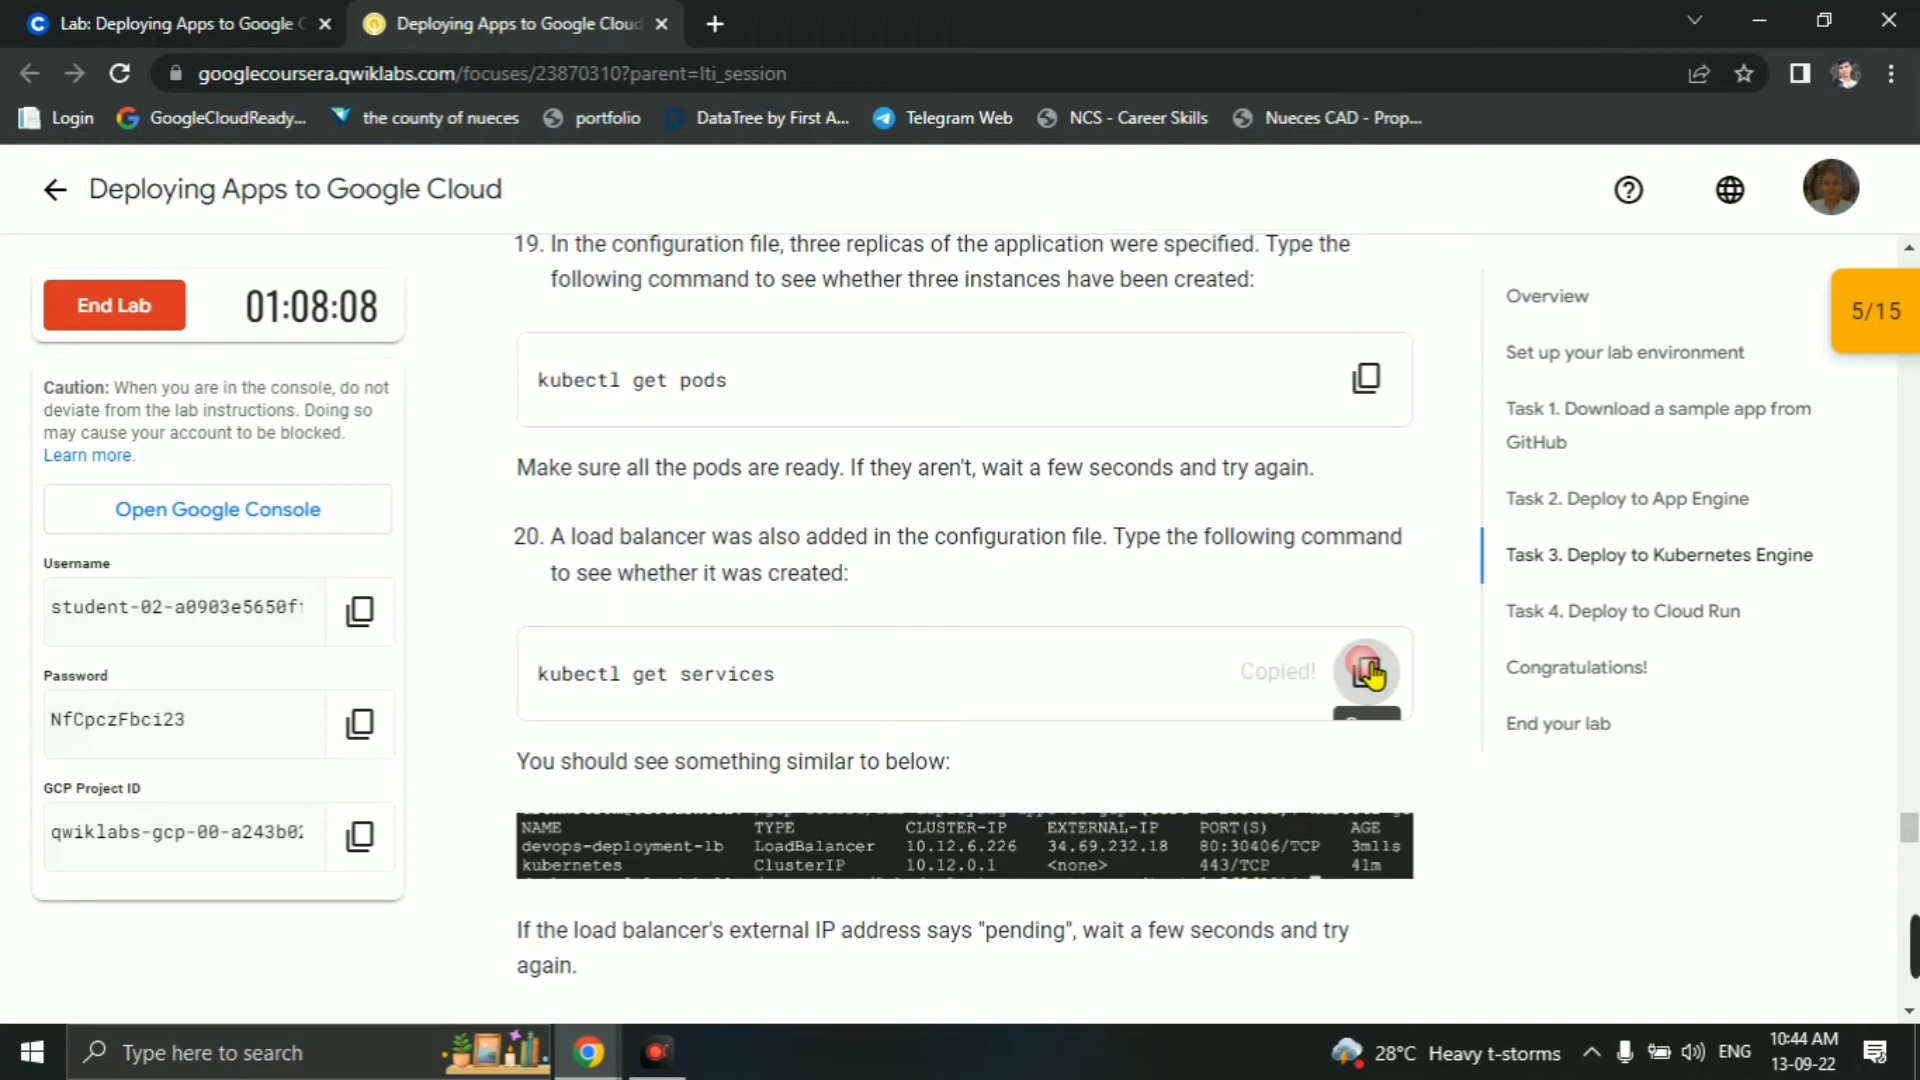 Lab: Deploying Apps to Google C
Deploying Apps to Google Cloud
googlecoursera.qwiklabs.com/focuses/23870310?parent=lti_session
Login
GoogleCloudReady...
the county of nueces
portfolio
DataTree by First A...
Telegram Web
NCS - Career Skills
Nueces CAD - Prop...
Deploying Apps to Google Cloud
End Lab
01:08:08
Caution: When you are in the console, do not
deviate from the lab instructions. Doing so
may cause your account to be blocked.
Learn more.
Open Google Console
Username
student-02-a0903e5650f
Password
NfCpczFbci23
GCP Project ID
qwiklabs-gcp-00-a243b02
19. In the configuration file, three replicas of the application were specified. Type the
following command to see whether three instances have been created:
kubectl get pods
Make sure all the pods are ready. If they aren't, wait a few seconds and try again.
20. A load balancer was also added in the configuration file. Type the following command
to see whether it was created:
kubectl get services
Copied!
You should see something similar to below:
NAME TYPE CLUSTER-IP EXTERNAL-IP PORT(S) AGE
devops-deployment-lb LoadBalancer 10.12.6.226 34.69.232.18 80:30406/TCP 3m11s
kubernetes ClusterIP 10.12.0.1 <none> 443/TCP 41m
If the load balancer's external IP address says "pending", wait a few seconds and try
again.
Overview
Set up your lab environment
Task 1. Download a sample app from
GitHub
Task 2. Deploy to App Engine
Task 3. Deploy to Kubernetes Engine
Task 4. Deploy to Cloud Run
Congratulations!
End your lab
5/15
Type here to search
28°C Heavy t-storms
ENG
10:44 AM
13-09-22